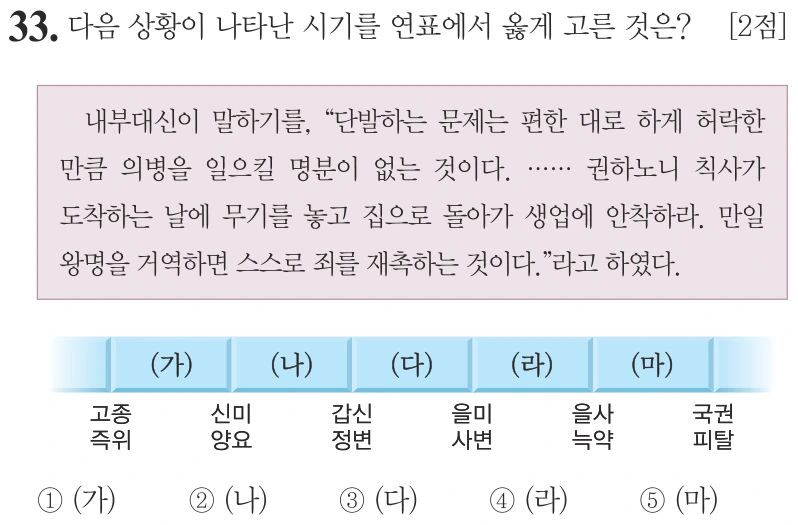 33. 다음 상황이 나타난 시기를 연표에서 옳게 고른 것은? [2점]
내부대신이 말하기를, “단발하는 문제는 편한 대로 하게 허락한
만큼 의병을 일으킬 명분이 없는 것이다. …… 권하노니 칙사가
도착하는 날에 무기를 놓고 집으로 돌아가 생업에 안착하라. 만일
왕명을 거역하면 스스로 죄를 재촉하는 것이다.”라고 하였다.
(가) (나) (다) (라) (마)
고종 신미 갑신 을미 을사 국권
즉위 양요 정변 사변 늑약 피탈
① (가) ② (나) ③ (다) ④ (라) ⑤ (마)